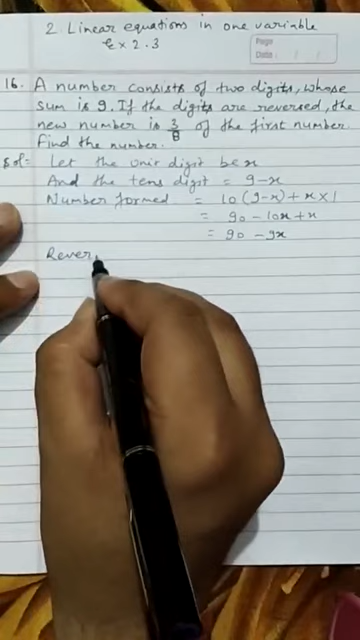 2. Linear equations in one variable
Ex 2.3
Page
Date: / /
16. A number consists of two digits, whose
sum is 9. If the digits are reversed, the
new number is 3/8 of the first number.
Find the number.
Sol= Let the unit digit be x
And the tens digit = 9-x
Number formed = 10(9-x) + x × 1
= 90 - 10x + x
= 90 - 9x
Rever